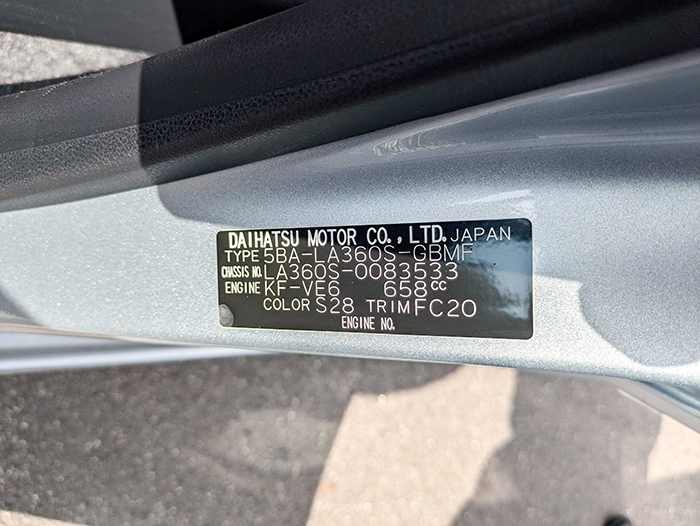 DAIHATSU MOTOR CO., LTD. JAPAN
TYPE 5BA-LA360S-GBMF
CHASSIS NO. LA360S-0083533
ENGINE KF-VE6 658cc
COLOR S28 TRIM FC20
ENGINE NO.